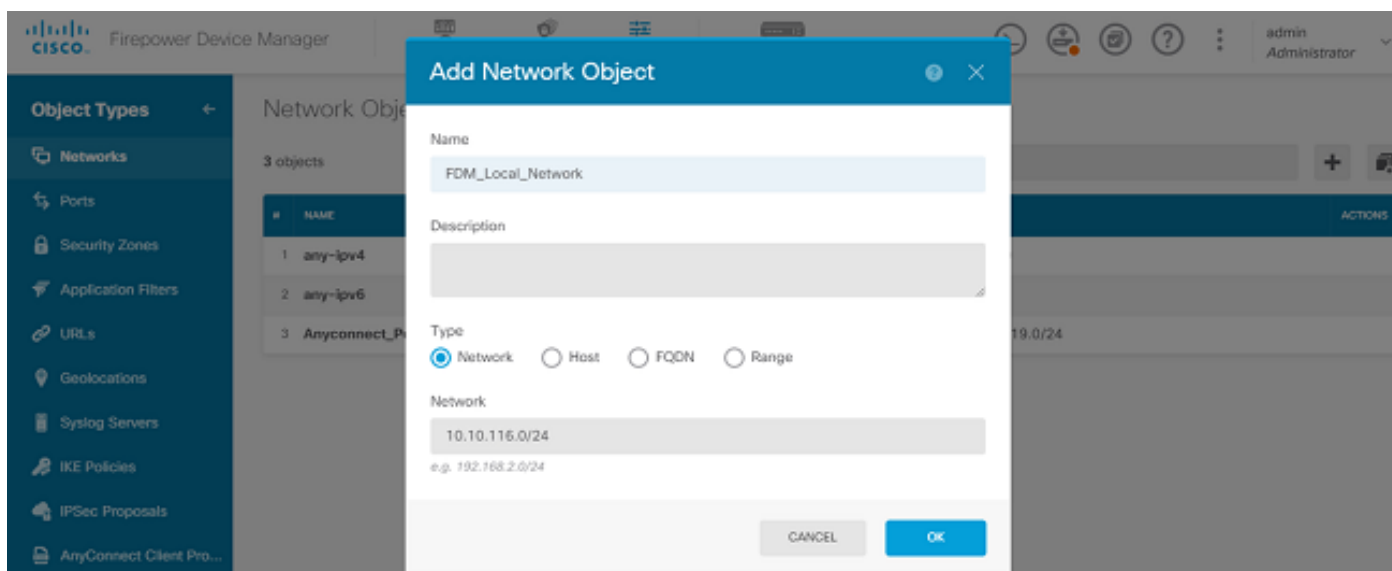 CISCO
Firepower Device Manager
admin
Administrator
Object Types
Networks
Ports
Security Zones
Application Filters
URLs
Geolocations
Syslog Servers
IKE Policies
IPSec Proposals
AnyConnect Client Pro...
Network Obje
3 objects
# NAME ACTIONS
1 any-ipv4
2 any-ipv6
3 Anyconnect_P 19.0/24
Add Network Object
Name
FDM_Local_Network
Description
Type
Network Host FQDN Range
Network
10.10.116.0/24
e.g. 192.168.2.0/24
CANCEL OK